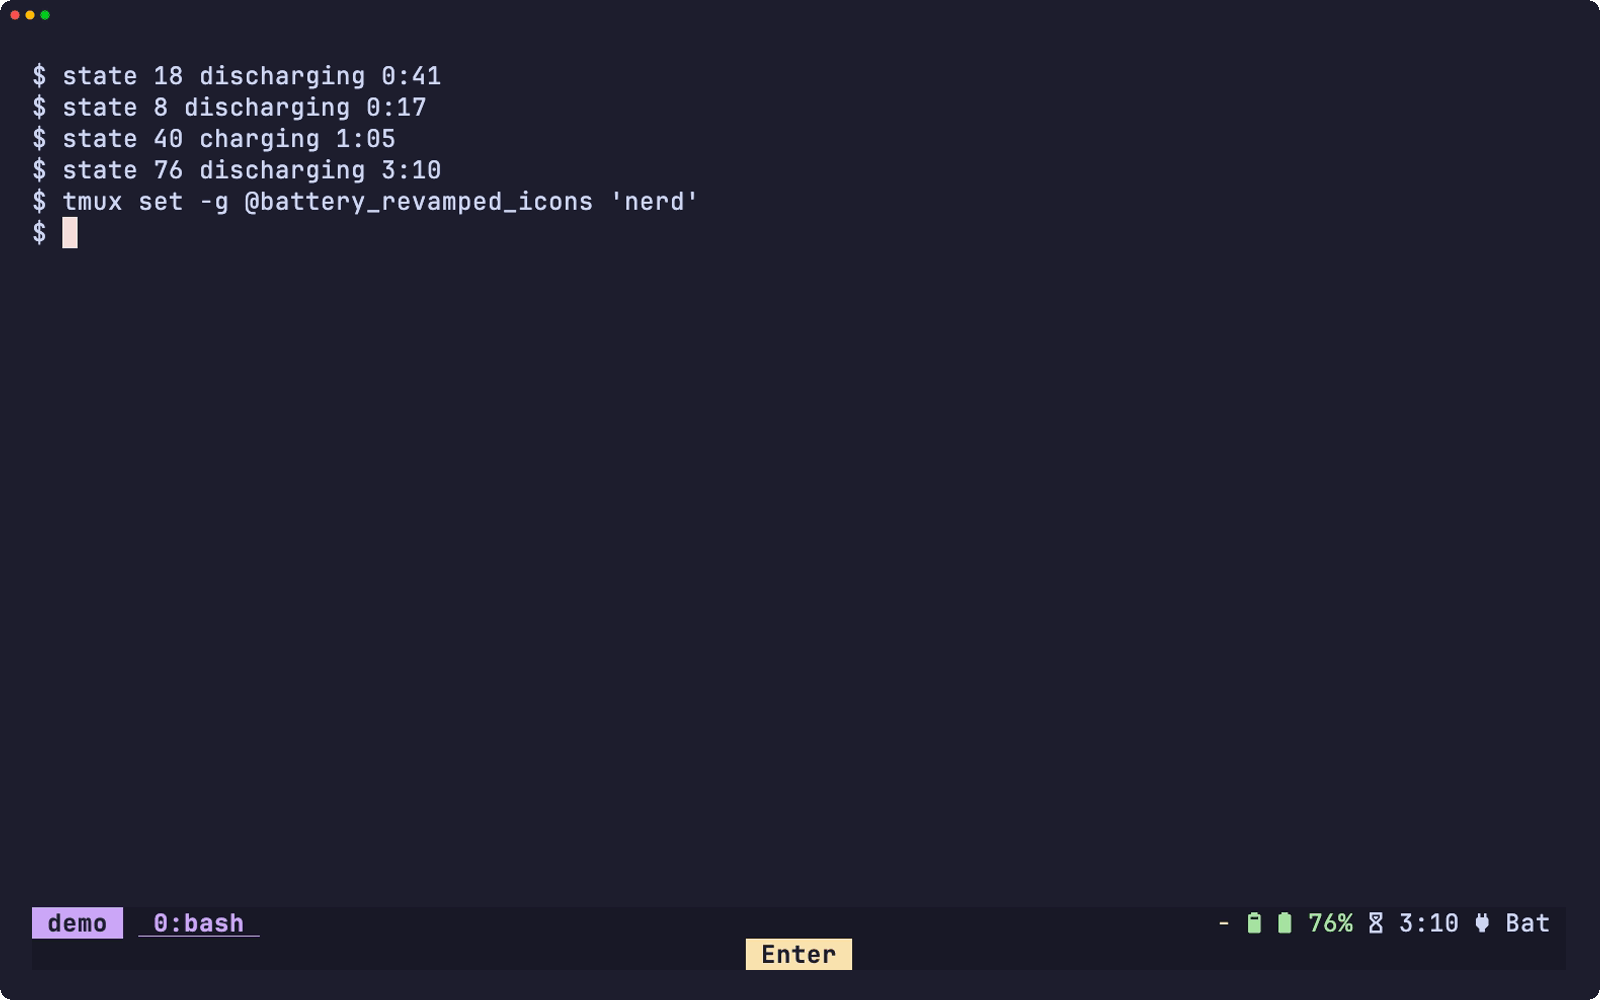 $ state 18 discharging 0:41
$ state 8 discharging 0:17
$ state 40 charging 1:05
$ state 76 discharging 3:10
$ tmux set -g @battery_revamped_icons 'nerd'
$
demo 0:bash - 76% 3:10 Bat
Enter